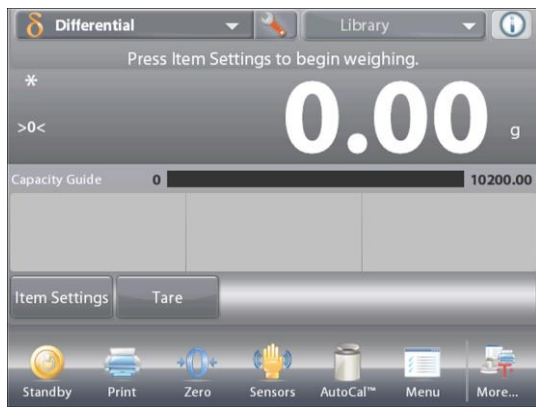 δ Differential Library
Press Item Settings to begin weighing.
*
>0< 0.00 g
Capacity Guide 0 10200.00
Item Settings Tare
→0←
Standby Print Zero Sensors AutoCal™ Menu More...